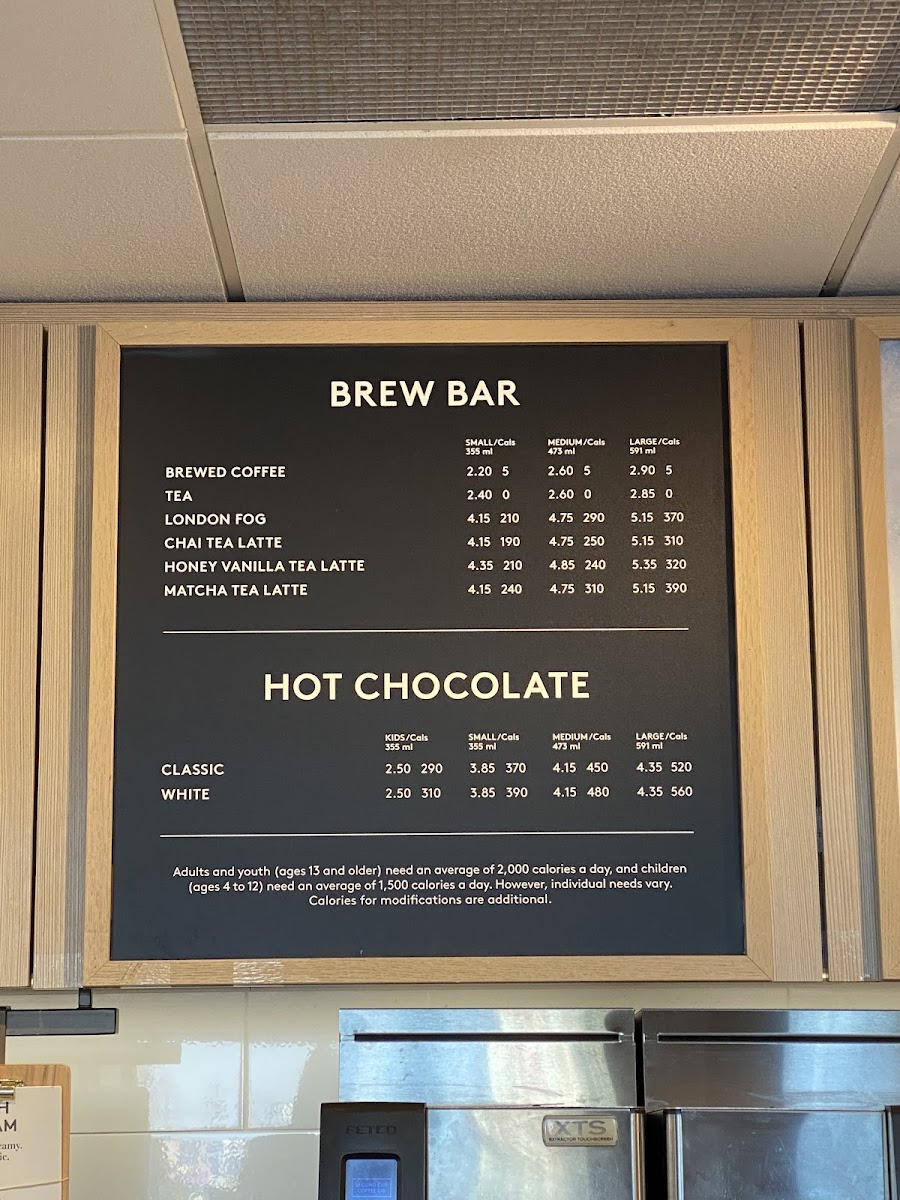 BREW BAR
SMALL/Cals MEDIUM/Cals LARGE/Cals
355 ml 473 ml 591 ml
BREWED COFFEE 2.20 5 2.60 5 2.90 5
TEA 2.40 0 2.60 0 2.85 0
LONDON FOG 4.15 210 4.75 290 5.15 370
CHAI TEA LATTE 4.15 190 4.75 250 5.15 310
HONEY VANILLA TEA LATTE 4.35 210 4.85 240 5.35 320
MATCHA TEA LATTE 4.15 240 4.75 310 5.15 390
HOT CHOCOLATE
KIDS/Cals SMALL/Cals MEDIUM/Cals LARGE/Cals
355 ml 355 ml 473 ml 591 ml
CLASSIC 2.50 290 3.85 370 4.15 450 4.35 520
WHITE 2.50 310 3.85 390 4.15 480 4.35 560
Adults and youth (ages 13 and older) need an average of 2,000 calories a day, and children
(ages 4 to 12) need an average of 1,500 calories a day. However, individual needs vary.
Calories for modifications are additional.
FETCO
XTS
EXTRACTOR TOUCHSCREEN
SECOND CUP
COFFEE CO.